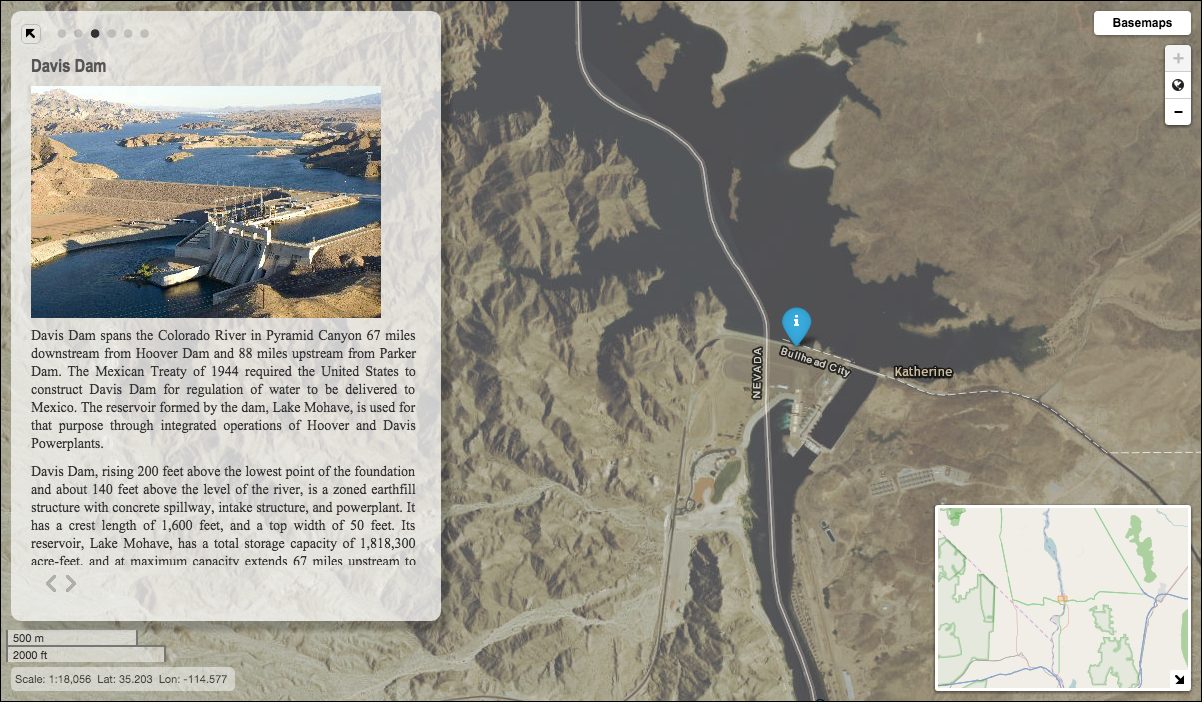 Davis Dam
Davis Dam spans the Colorado River in Pyramid Canyon 67 miles
downstream from Hoover Dam and 88 miles upstream from Parker
Dam. The Mexican Treaty of 1944 required the United States to
construct Davis Dam for regulation of water to be delivered to
Mexico. The reservoir formed by the dam, Lake Mohave, is used for
that purpose through integrated operations of Hoover and Davis
Powerplants.
Davis Dam, rising 200 feet above the lowest point of the foundation
and about 140 feet above the level of the river, is a zoned earthfill
structure with concrete spillway, intake structure, and powerplant. It
has a crest length of 1,600 feet, and a top width of 50 feet. Its
reservoir, Lake Mohave, has a total storage capacity of 1,818,300
acre-feet, and at maximum capacity extends 67 miles upstream to
500 m
2000 ft
Scale: 1:18,056 Lat: 35.203 Lon: -114.577
Basemaps
+
−
i
NEVADA
Bullhead City
Katherine